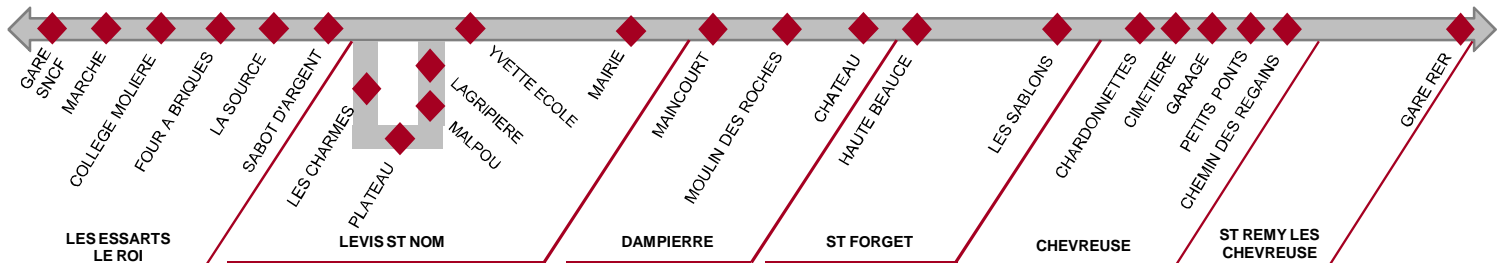 GARE
SNCF
MARCHE
COLLEGE MOLIERE
FOUR A BRIQUES
LA SOURCE
SABOT D'ARGENT
LES CHARMES
PLATEAU
MALPOU
LAGRIPIERE
YVETTE ECOLE
MAIRIE
MAINCOURT
MOULIN DES ROCHES
CHATEAU
HAUTE BEAUCE
LES SABLONS
CHARDONNETTES
CIMETIERE
GARAGE
PETITS PONTS
CHEMIN DES REGAINS
GARE RER
LES ESSARTS
LE ROI
LEVIS ST NOM
DAMPIERRE
ST FORGET
CHEVREUSE
ST REMY LES
CHEVREUSE